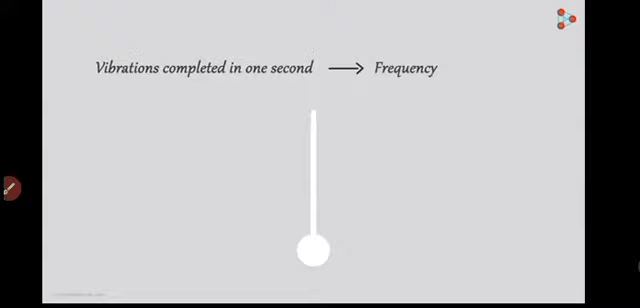 Vibrations completed in one second → Frequency